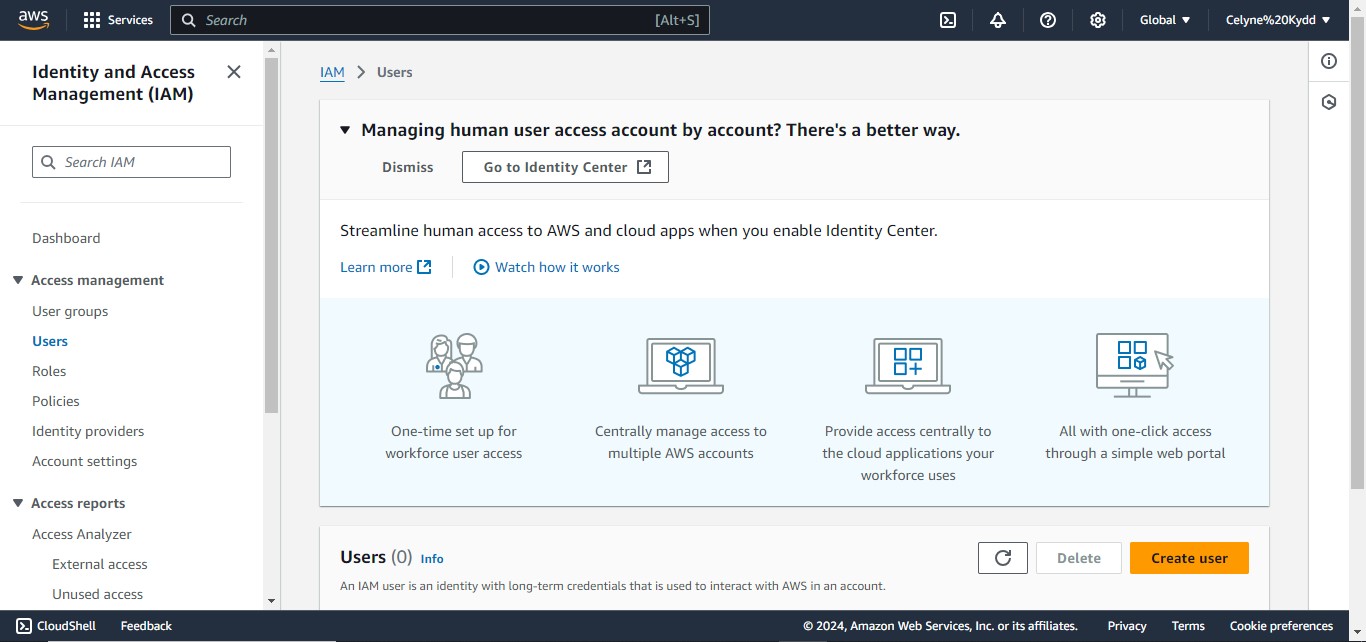 aws
Services
Search
[Alt+S]
Global
Celyne%20Kydd
Identity and Access
Management (IAM)
Search IAM
Dashboard
Access management
User groups
Users
Roles
Policies
Identity providers
Account settings
Access reports
Access Analyzer
External access
Unused access
IAM > Users
Managing human user access account by account? There's a better way.
Dismiss
Go to Identity Center
Streamline human access to AWS and cloud apps when you enable Identity Center.
Learn more
Watch how it works
One-time set up for
workforce user access
Centrally manage access to
multiple AWS accounts
Provide access centrally to
the cloud applications your
workforce uses
All with one-click access
through a simple web portal
Users (0) Info
Delete
Create user
An IAM user is an identity with long-term credentials that is used to interact with AWS in an account.
CloudShell
Feedback
© 2024, Amazon Web Services, Inc. or its affiliates.
Privacy
Terms
Cookie preferences